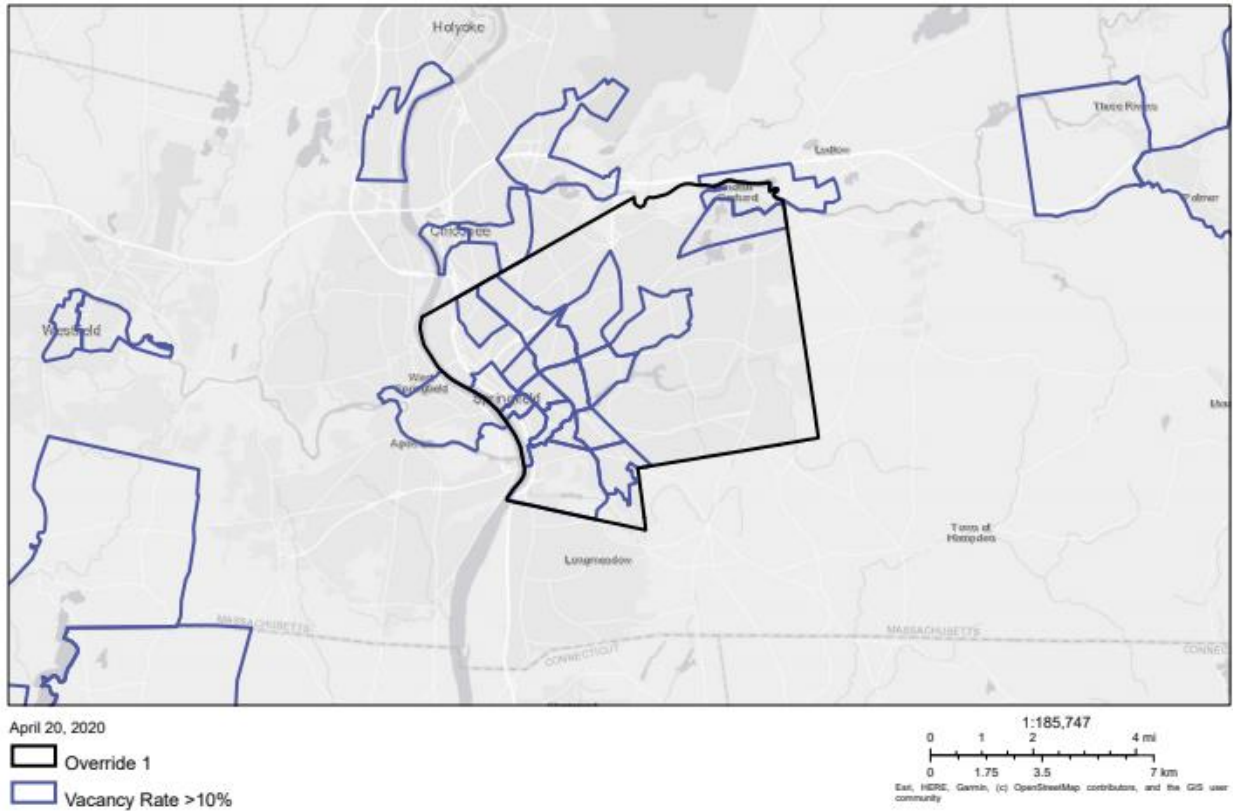 Holyoke
Three Rivers
Ludlow
Orchard
Palmer
Chicopee
Westfield
West
Springfield
Springfield
Longmeadow
Town of
Hampden
MASSACHUSETTS
MASSACHUSETTS
CONNECTICUT
CONNEC
April 20, 2020
Override 1
Vacancy Rate >10%
1:185,747
0 1 2 4 mi
0 1.75 3.5 7 km
Esri, HERE, Garmin, (c) OpenStreetMap contributors, and the GIS user
community